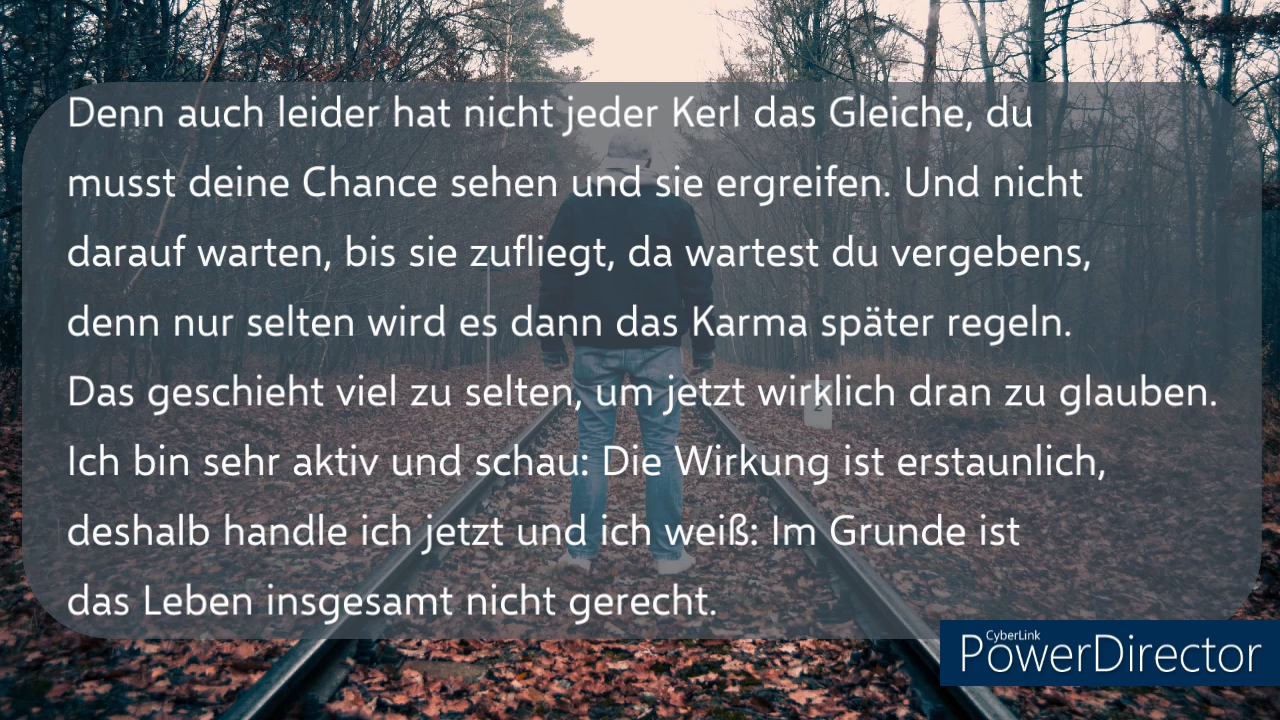 Denn auch leider hat nicht jeder Kerl das Gleiche, du
musst deine Chance sehen und sie ergreifen. Und nicht
darauf warten, bis sie zufliegt, da wartest du vergebens,
denn nur selten wird es dann das Karma später regeln.
Das geschieht viel zu selten, um jetzt wirklich dran zu glauben.
Ich bin sehr aktiv und schau: Die Wirkung ist erstaunlich,
deshalb handle ich jetzt und ich weiß: Im Grunde ist
das Leben insgesamt nicht gerecht.
2
CyberLink
PowerDirector